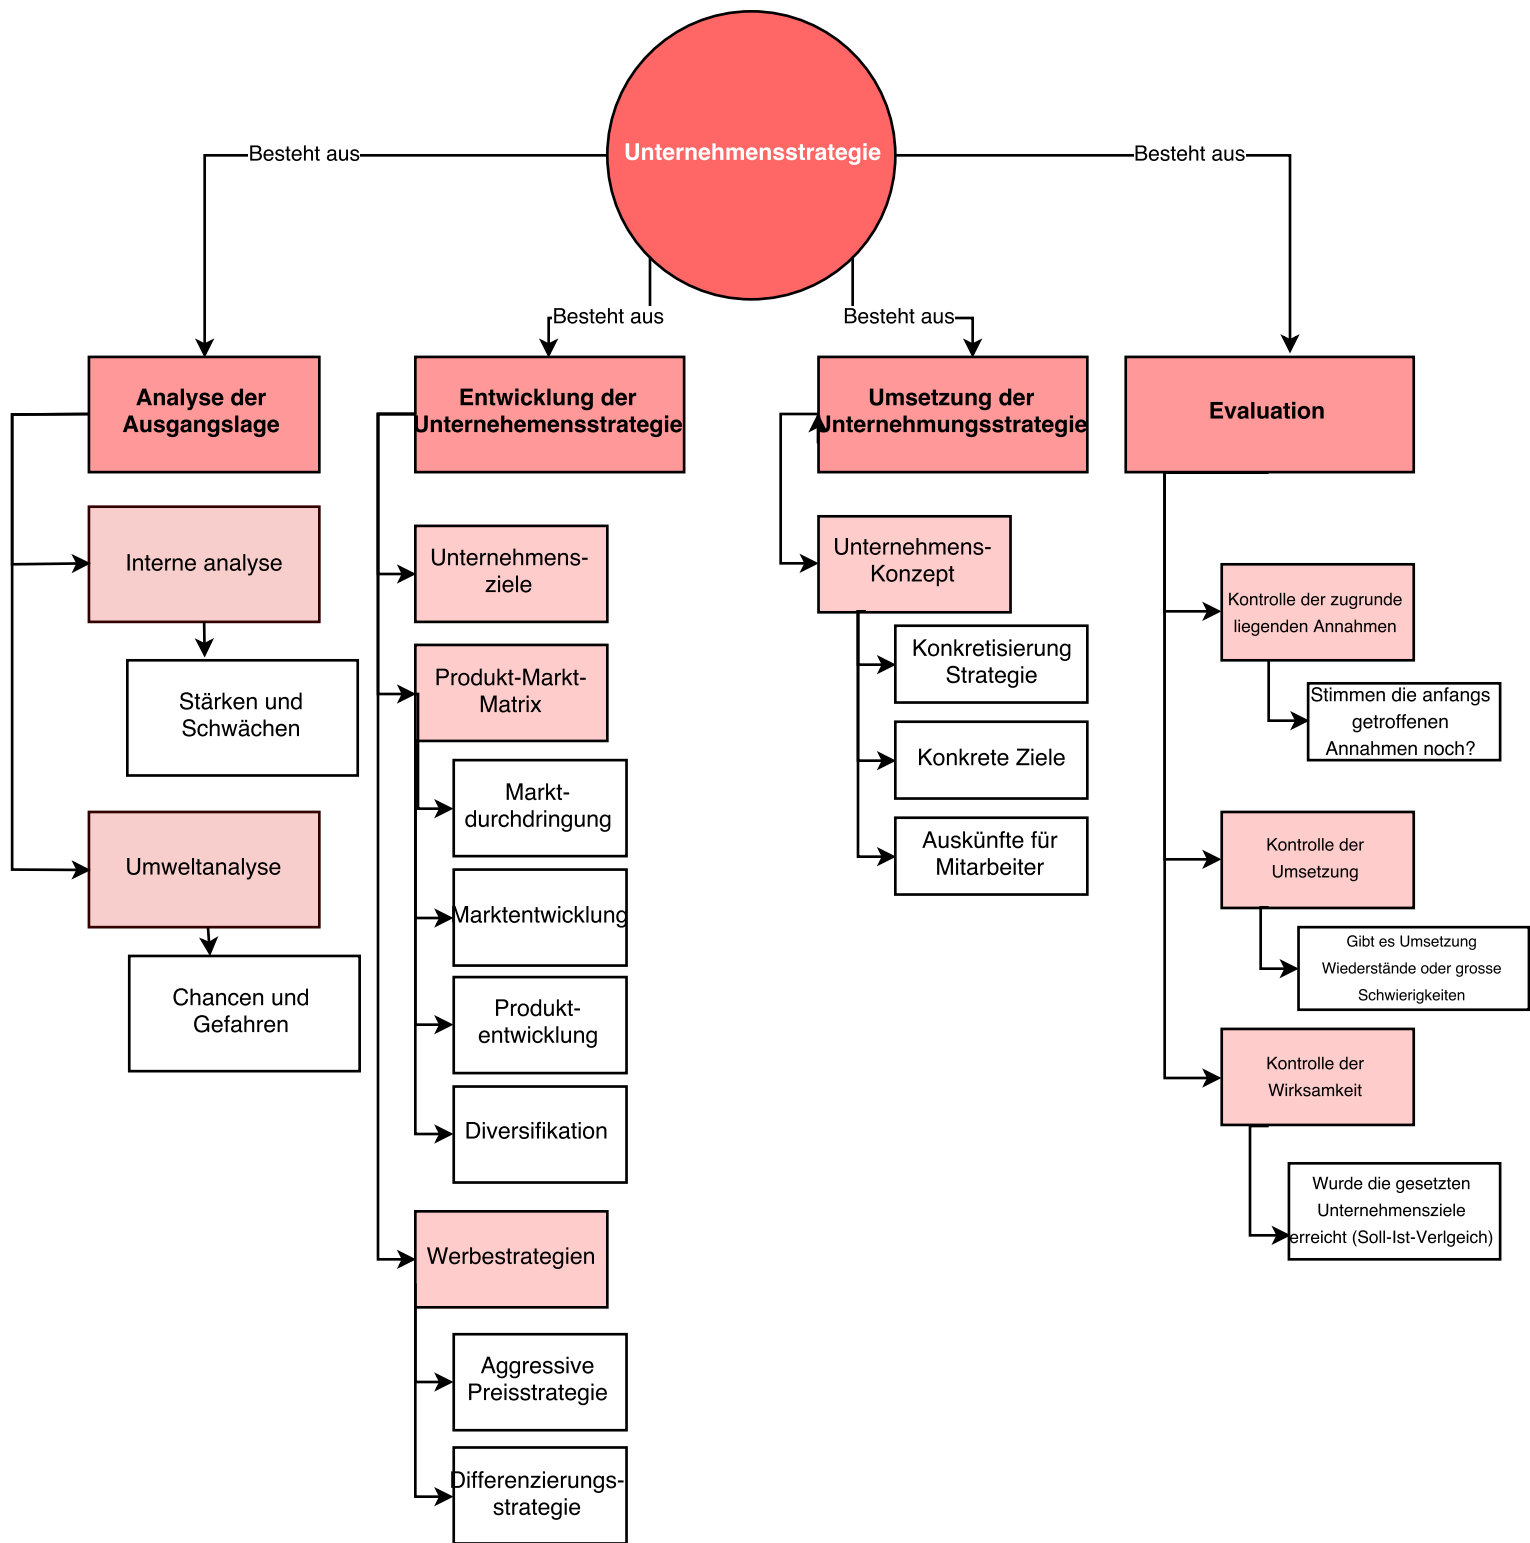 Unternehmensstrategie
Besteht aus
Besteht aus
Besteht aus
Besteht aus
Analyse der
Ausgangslage
Interne analyse
Stärken und
Schwächen
Umweltanalyse
Chancen und
Gefahren
Entwicklung der
Unternehemensstrategie
Unternehmens-
ziele
Produkt-Markt-
Matrix
Markt-
durchdringung
Marktentwicklung
Produkt-
entwicklung
Diversifikation
Werbestrategien
Aggressive
Preisstrategie
Differenzierungs-
strategie
Umsetzung der
Unternehmungsstrategie
Unternehmens-
Konzept
Konkretisierung
Strategie
Konkrete Ziele
Auskünfte für
Mitarbeiter
Evaluation
Kontrolle der zugrunde
liegenden Annahmen
Stimmen die anfangs
getroffenen
Annahmen noch?
Kontrolle der
Umsetzung
Gibt es Umsetzung
Wiederstände oder grosse
Schwierigkeiten
Kontrolle der
Wirksamkeit
Wurde die gesetzten
Unternehmensziele
erreicht (Soll-Ist-Verlgeich)